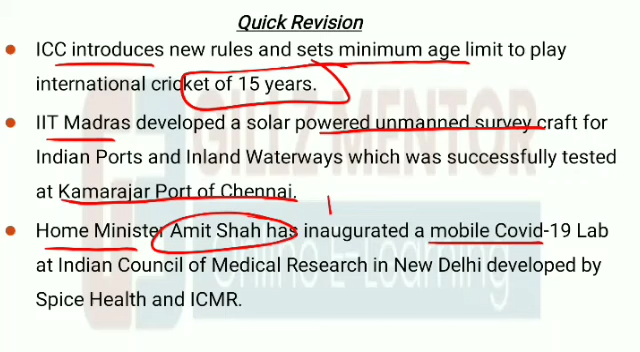 Quick Revision
ICC introduces new rules and sets minimum age limit to play
international cricket of 15 years.
IIT Madras developed a solar powered unmanned survey craft for
Indian Ports and Inland Waterways which was successfully tested
at Kamarajar Port of Chennai.
Home Minister Amit Shah has inaugurated a mobile Covid-19 Lab
at Indian Council of Medical Research in New Delhi developed by
Spice Health and ICMR.
GILLZ MENTOR
E-Learning